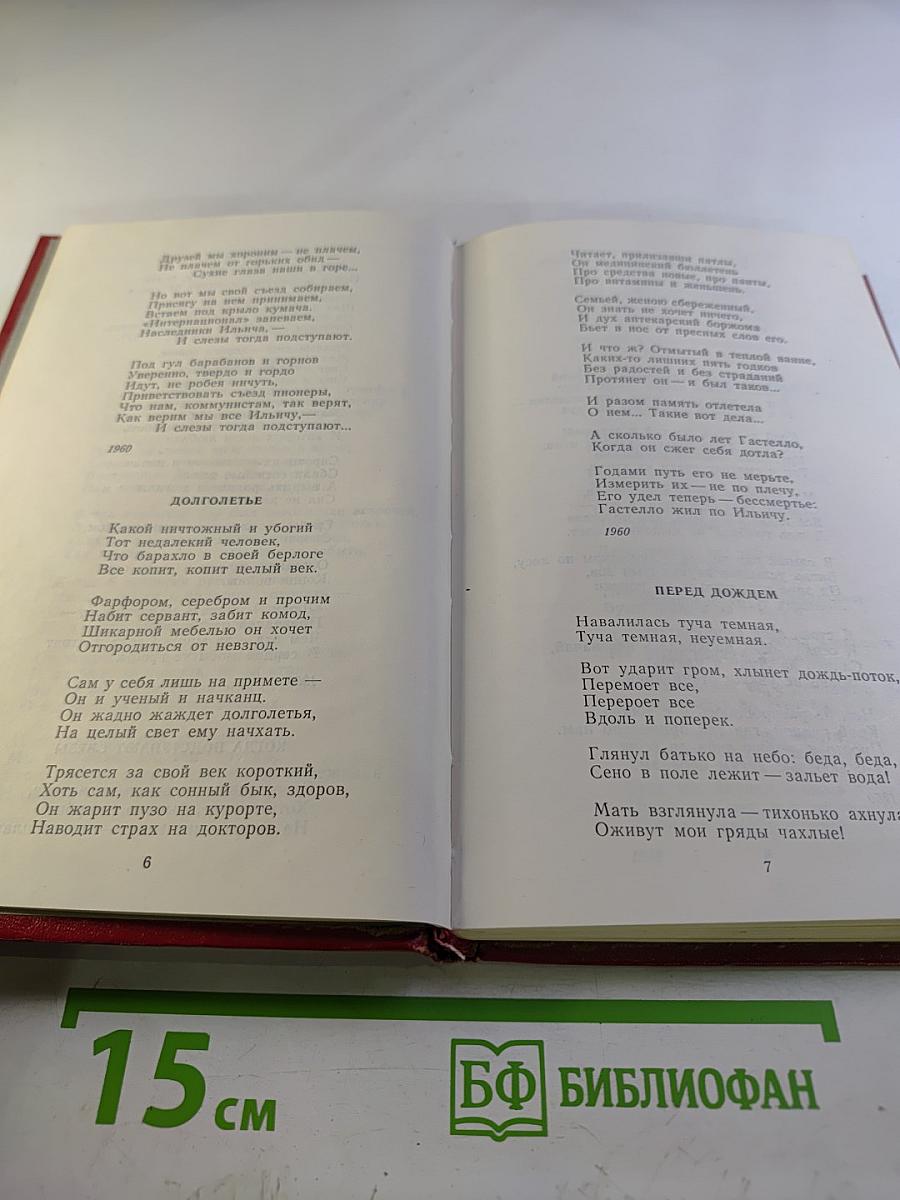 Друзей мы хороним — не плачем,
Не плачем от горьких обид —
Сухие глаза наши в горе...
Но вот мы свой съезд собираем,
Присягу на нем принимаем,
Встаем под крыло кумача.
«Интернационал» запеваем,
Наследники Ильича, —
И слезы тогда подступают.
Под гул барабанов и горнов
Уверенно, твердо и гордо
Идут, не робея ничуть,
Приветствовать съезд пионеры,
Что нам, коммунистам, так верят,
Как верим мы все Ильичу,—
И слезы тогда подступают...
1960
ДОЛГОЛЕТЬЕ
Какой ничтожный и убогий
Тот недалекий человек,
Что барахло в своей берлоге
Все копит, копит целый век.
Фарфором, серебром и прочим
Набит сервант, забит комод,
Шикарной мебелью он хочет
Отгородиться от невзгод.
Сам у себя лишь на примете —
Он и ученый и начканц.
Он жадно жаждет долголетья,
На целый свет ему начхать.
Трясется за свой век короткий,
Хоть сам, как сонный бык, здоров,
Он жарит пузо на курорте,
Наводит страх на докторов.
6
Читает, прилизавши патлы,
Он медицинский бюллетень
Про средства новые, про панты,
Про витамины и женьшень.
Семьей, женою сбереженный,
Он знать не хочет ничего,
И дух аптекарский боржома
Бьет в нос от пресных слов его.
И что ж? Отмытый в теплой ванне,
Каких-то лишних пять годков
Без радостей и без страданий
Протянет он — и был таков...
И разом память отлетела
О нем... Такие вот дела...
А сколько было лет Гастелло,
Когда он сжег себя дотла?
Годами путь его не мерьте,
Измерить их — не по плечу,
Его удел теперь — бессмертье:
Гастелло жил по Ильичу.
1960
ПЕРЕД ДОЖДЕМ
Навалилась туча темная,
Туча темная, неуемная.
Вот ударит гром, хлынет дождь-поток,
Перемоет все,
Перероет все
Вдоль и поперек.
Глянул батько на небо: беда, беда,
Сено в поле лежит — зальет вода!
Мать взглянула — тихонько ахнула
Оживут мои гряды чахлые!
7
15 см
БФ БИБЛИОФАН